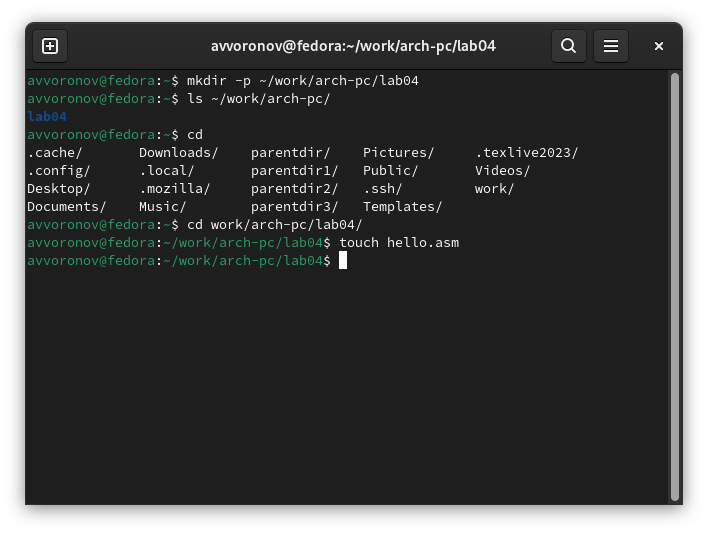 avvoronov@fedora:~/work/arch-pc/lab04
avvoronov@fedora:~$ mkdir -p ~/work/arch-pc/lab04
avvoronov@fedora:~$ ls ~/work/arch-pc/
lab04
avvoronov@fedora:~$ cd
.cache/ Downloads/ parentdir/ Pictures/ .texlive2023/
.config/ .local/ parentdir1/ Public/ Videos/
Desktop/ .mozilla/ parentdir2/ .ssh/ work/
Documents/ Music/ parentdir3/ Templates/
avvoronov@fedora:~$ cd work/arch-pc/lab04/
avvoronov@fedora:~/work/arch-pc/lab04$ touch hello.asm
avvoronov@fedora:~/work/arch-pc/lab04$